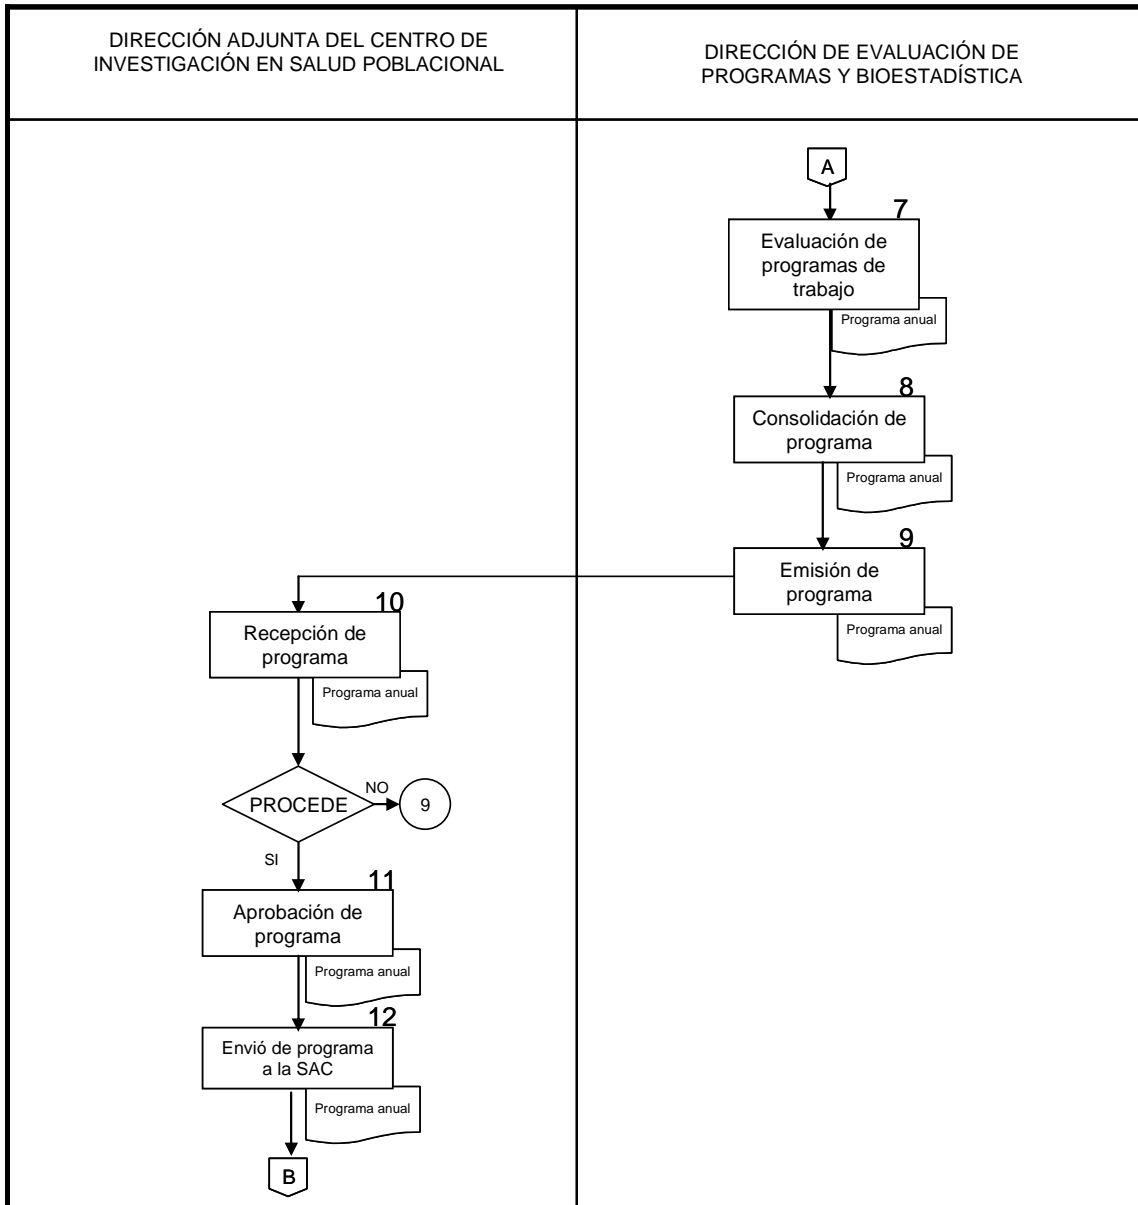 DIRECCIÓN ADJUNTA DEL CENTRO DE
INVESTIGACIÓN EN SALUD POBLACIONAL
DIRECCIÓN DE EVALUACIÓN DE
PROGRAMAS Y BIOESTADÍSTICA
A
7
Evaluación de
programas de
trabajo
Programa anual
8
Consolidación de
programa
Programa anual
9
Emisión de
programa
Programa anual
10
Recepción de
programa
Programa anual
PROCEDE
NO
9
SI
11
Aprobación de
programa
Programa anual
12
Envió de programa
a la SAC
Programa anual
B